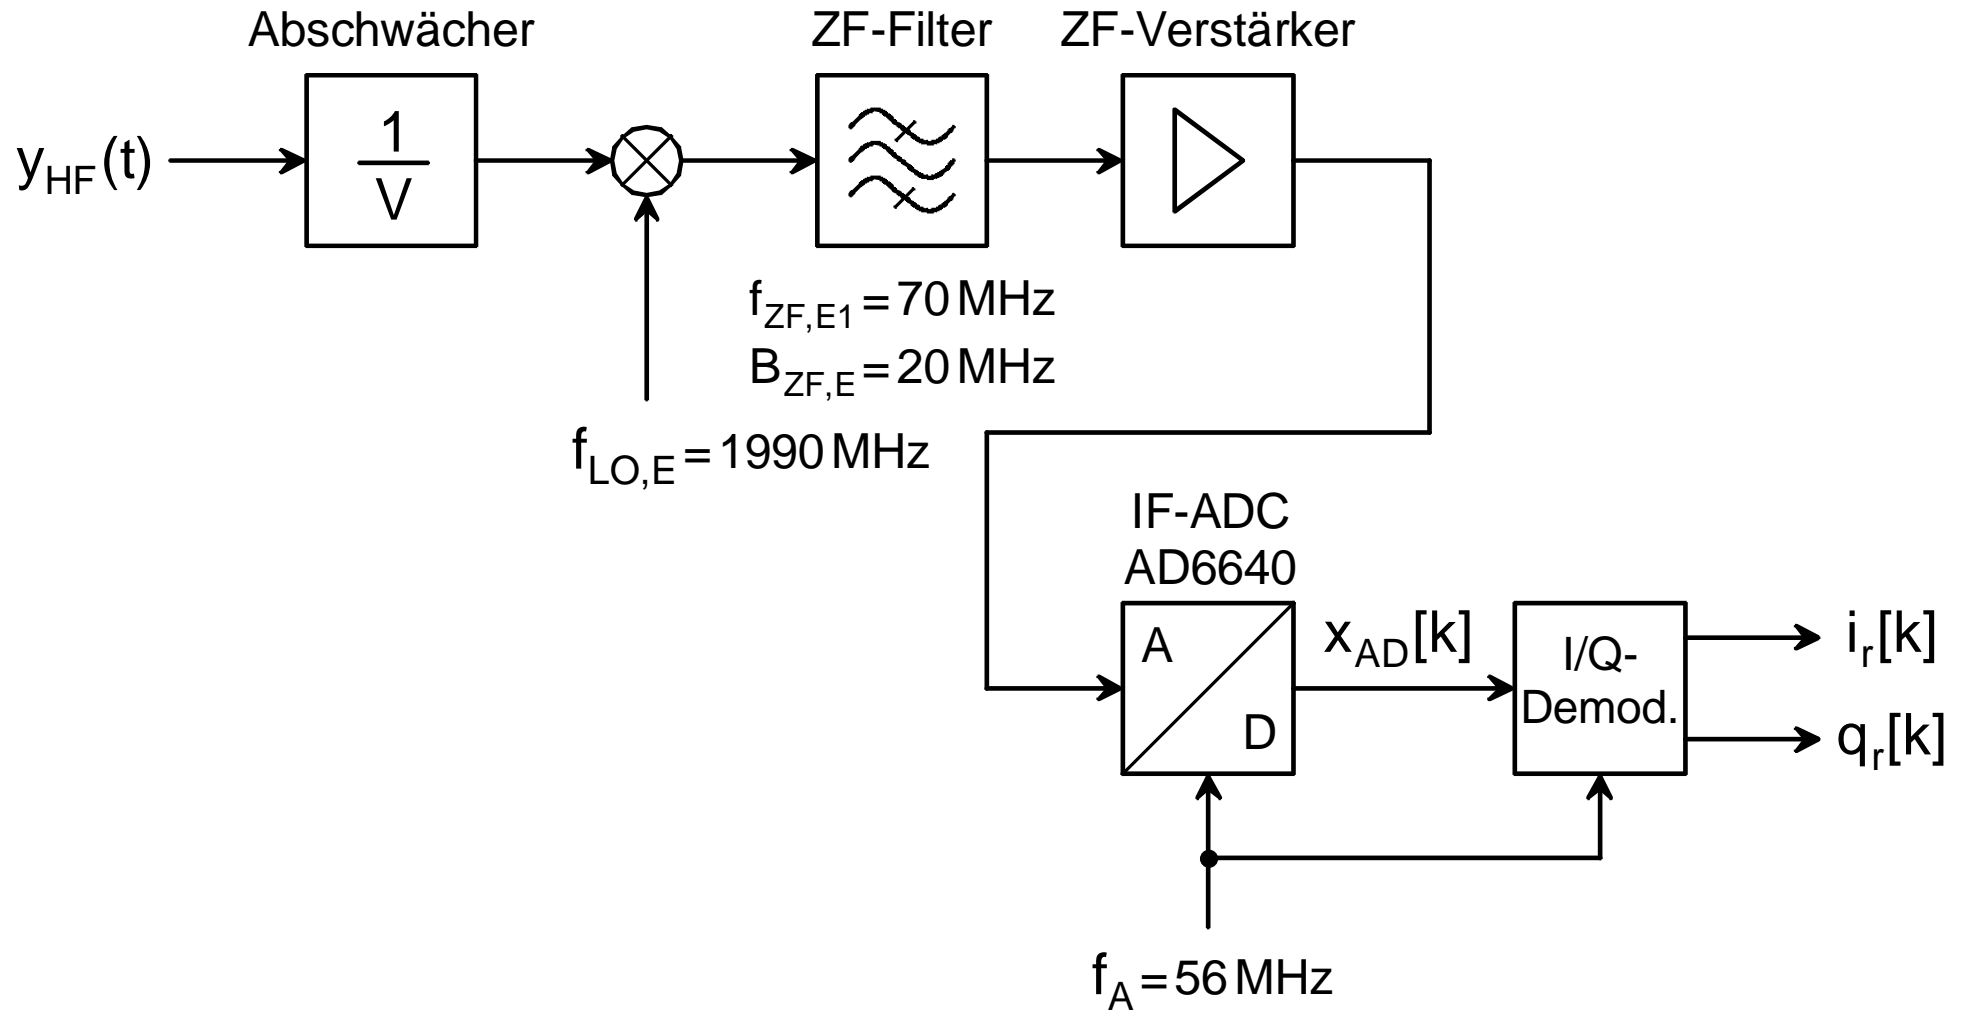 Abschwächer
ZF-Filter
ZF-Verstärker
y_HF(t)
1
V
f_ZF,E1 = 70 MHz
B_ZF,E = 20 MHz
f_LO,E = 1990 MHz
IF-ADC
AD6640
A
D
x_AD[k]
I/Q-
Demod.
i_r[k]
q_r[k]
f_A = 56 MHz